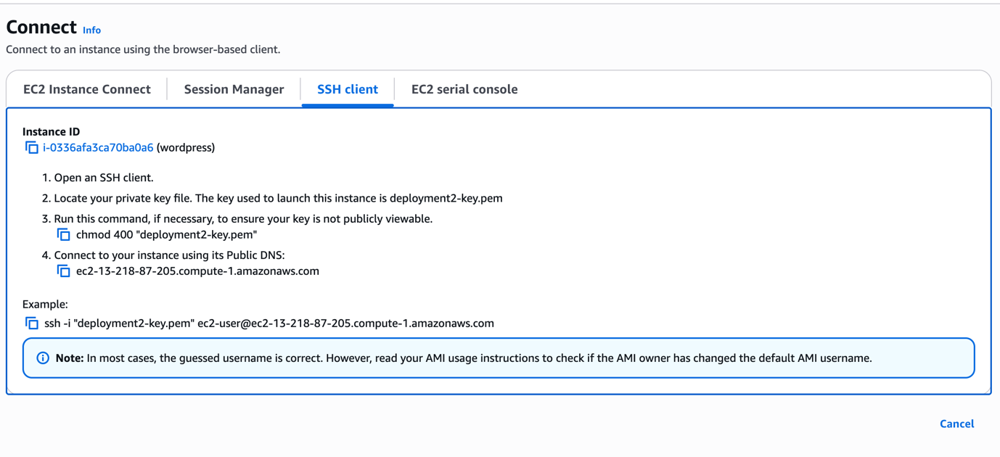 Connect Info
Connect to an instance using the browser-based client.
EC2 Instance Connect Session Manager SSH client EC2 serial console
Instance ID
i-0336afa3ca70ba0a6 (wordpress)
1. Open an SSH client.
2. Locate your private key file. The key used to launch this instance is deployment2-key.pem
3. Run this command, if necessary, to ensure your key is not publicly viewable.
chmod 400 "deployment2-key.pem"
4. Connect to your instance using its Public DNS:
ec2-13-218-87-205.compute-1.amazonaws.com
Example:
ssh -i "deployment2-key.pem" ec2-user@ec2-13-218-87-205.compute-1.amazonaws.com
Note: In most cases, the guessed username is correct. However, read your AMI usage instructions to check if the AMI owner has changed the default AMI username.
Cancel